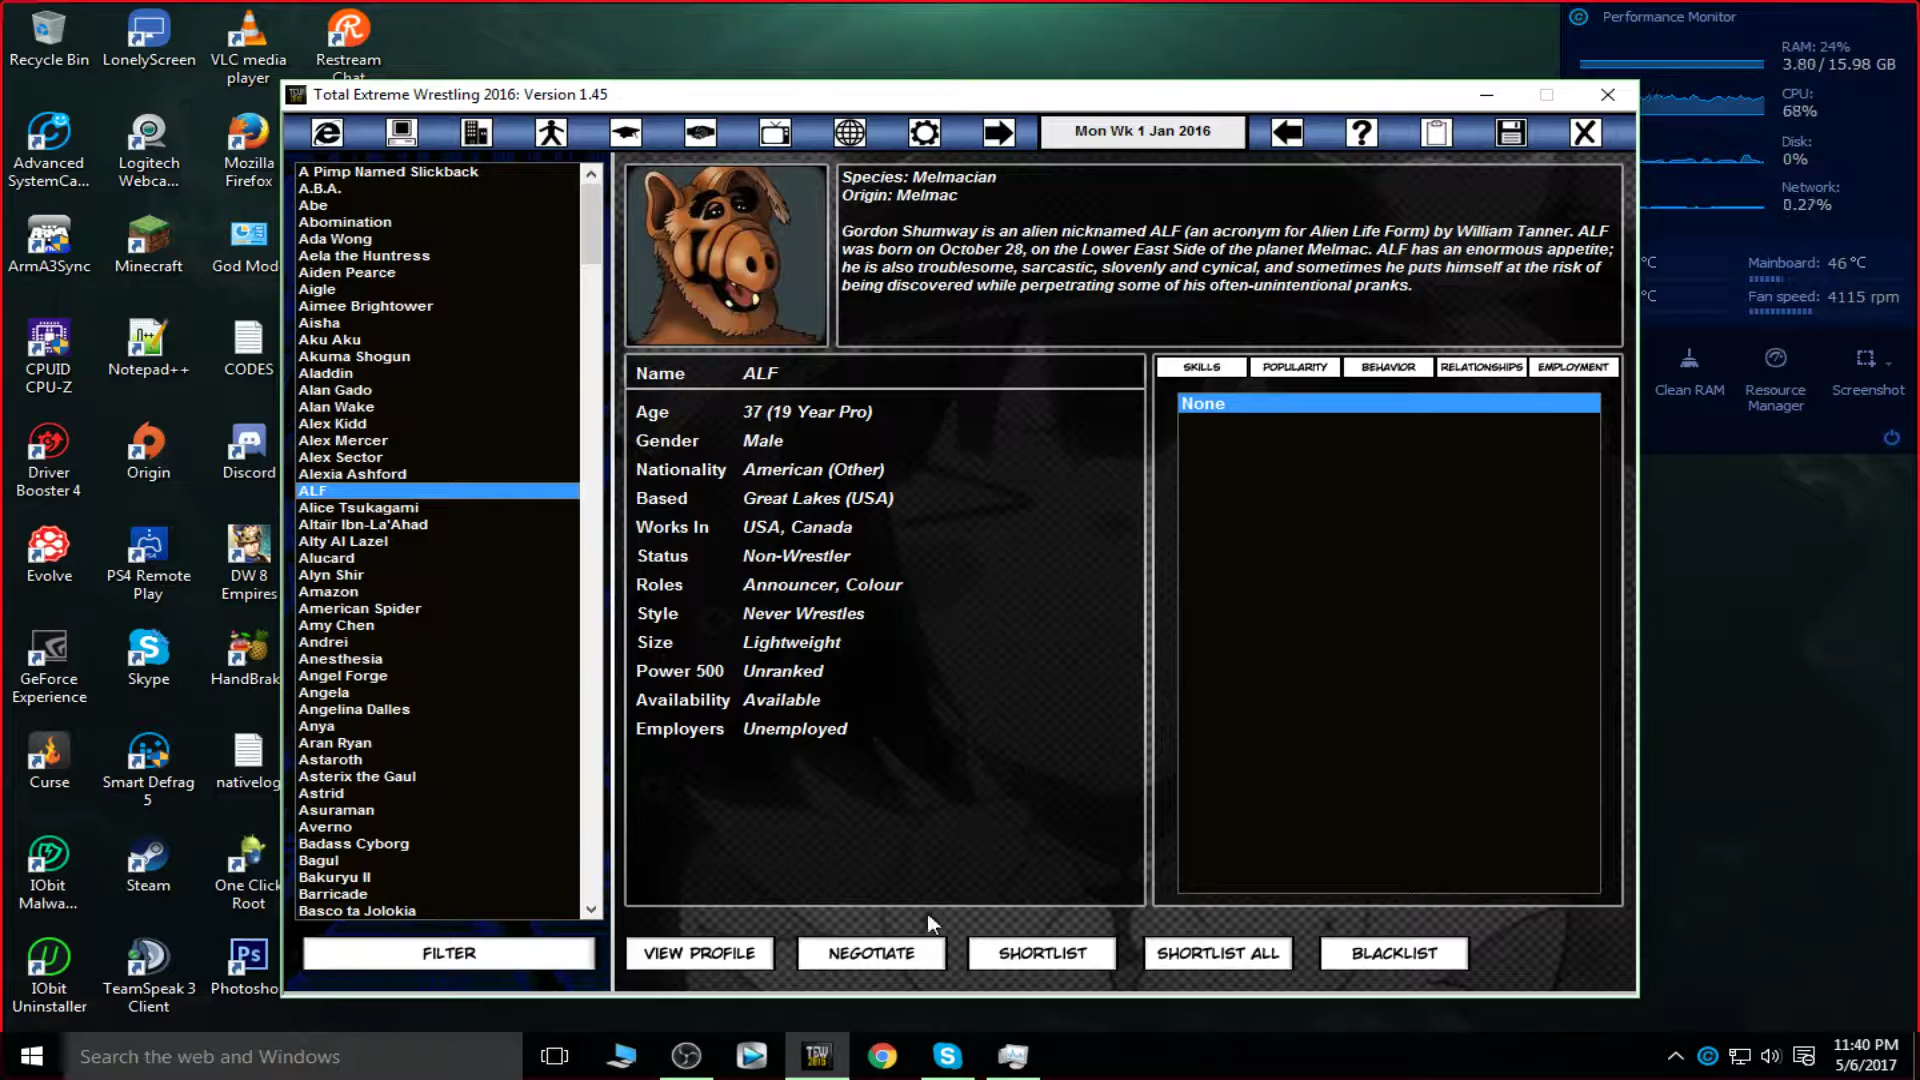 Recycle Bin
LonelyScreen
VLC media
player
Restream
Chat
Advanced
SystemCa...
Logitech
Webca...
Mozilla
Firefox
ArmA3Sync
Minecraft
God Mod
CPUID
CPU-Z
Notepad++
CODES
Driver
Booster 4
Origin
Discord
Evolve
PS4 Remote
Play
DW 8
Empires
GeForce
Experience
Skype
HandBrak
Curse
Smart Defrag
5
nativelog
IObit
Malwa...
Steam
One Click
Root
IObit
Uninstaller
TeamSpeak 3
Client
Photosho
Total Extreme Wrestling 2016: Version 1.45
Mon Wk 1 Jan 2016
A Pimp Named Slickback
A.B.A.
Abe
Abomination
Ada Wong
Aela the Huntress
Aiden Pearce
Aigle
Aimee Brightower
Aisha
Aku Aku
Akuma Shogun
Aladdin
Alan Gado
Alan Wake
Alex Kidd
Alex Mercer
Alex Sector
Alexia Ashford
ALF
Alice Tsukagami
Altaïr Ibn-La'Ahad
Alty Al Lazel
Alucard
Alyn Shir
Amazon
American Spider
Amy Chen
Andrei
Anesthesia
Angel Forge
Angela
Angelina Dalles
Anya
Aran Ryan
Astaroth
Asterix the Gaul
Astrid
Asuraman
Averno
Badass Cyborg
Bagul
Bakuryu II
Barricade
Basco ta Jolokia
FILTER
Species: Melmacian
Origin: Melmac
Gordon Shumway is an alien nicknamed ALF (an acronym for Alien Life Form) by William Tanner. ALF
was born on October 28, on the Lower East Side of the planet Melmac. ALF has an enormous appetite;
he is also troublesome, sarcastic, slovenly and cynical, and sometimes he puts himself at the risk of
being discovered while perpetrating some of his often-unintentional pranks.
Name ALF
Age 37 (19 Year Pro)
Gender Male
Nationality American (Other)
Based Great Lakes (USA)
Works In USA, Canada
Status Non-Wrestler
Roles Announcer, Colour
Style Never Wrestles
Size Lightweight
Power 500 Unranked
Availability Available
Employers Unemployed
SKILLS POPULARITY BEHAVIOR RELATIONSHIPS EMPLOYMENT
None
VIEW PROFILE NEGOTIATE SHORTLIST SHORTLIST ALL BLACKLIST
Performance Monitor
RAM: 24%
3.80 / 15.98 GB
CPU:
68%
Disk:
0%
Network:
0.27%
°C
Mainboard: 46 °C
°C
Fan speed: 4115 rpm
Clean RAM
Resource
Manager
Screenshot
Search the web and Windows
TEW
2016
11:40 PM
5/6/2017